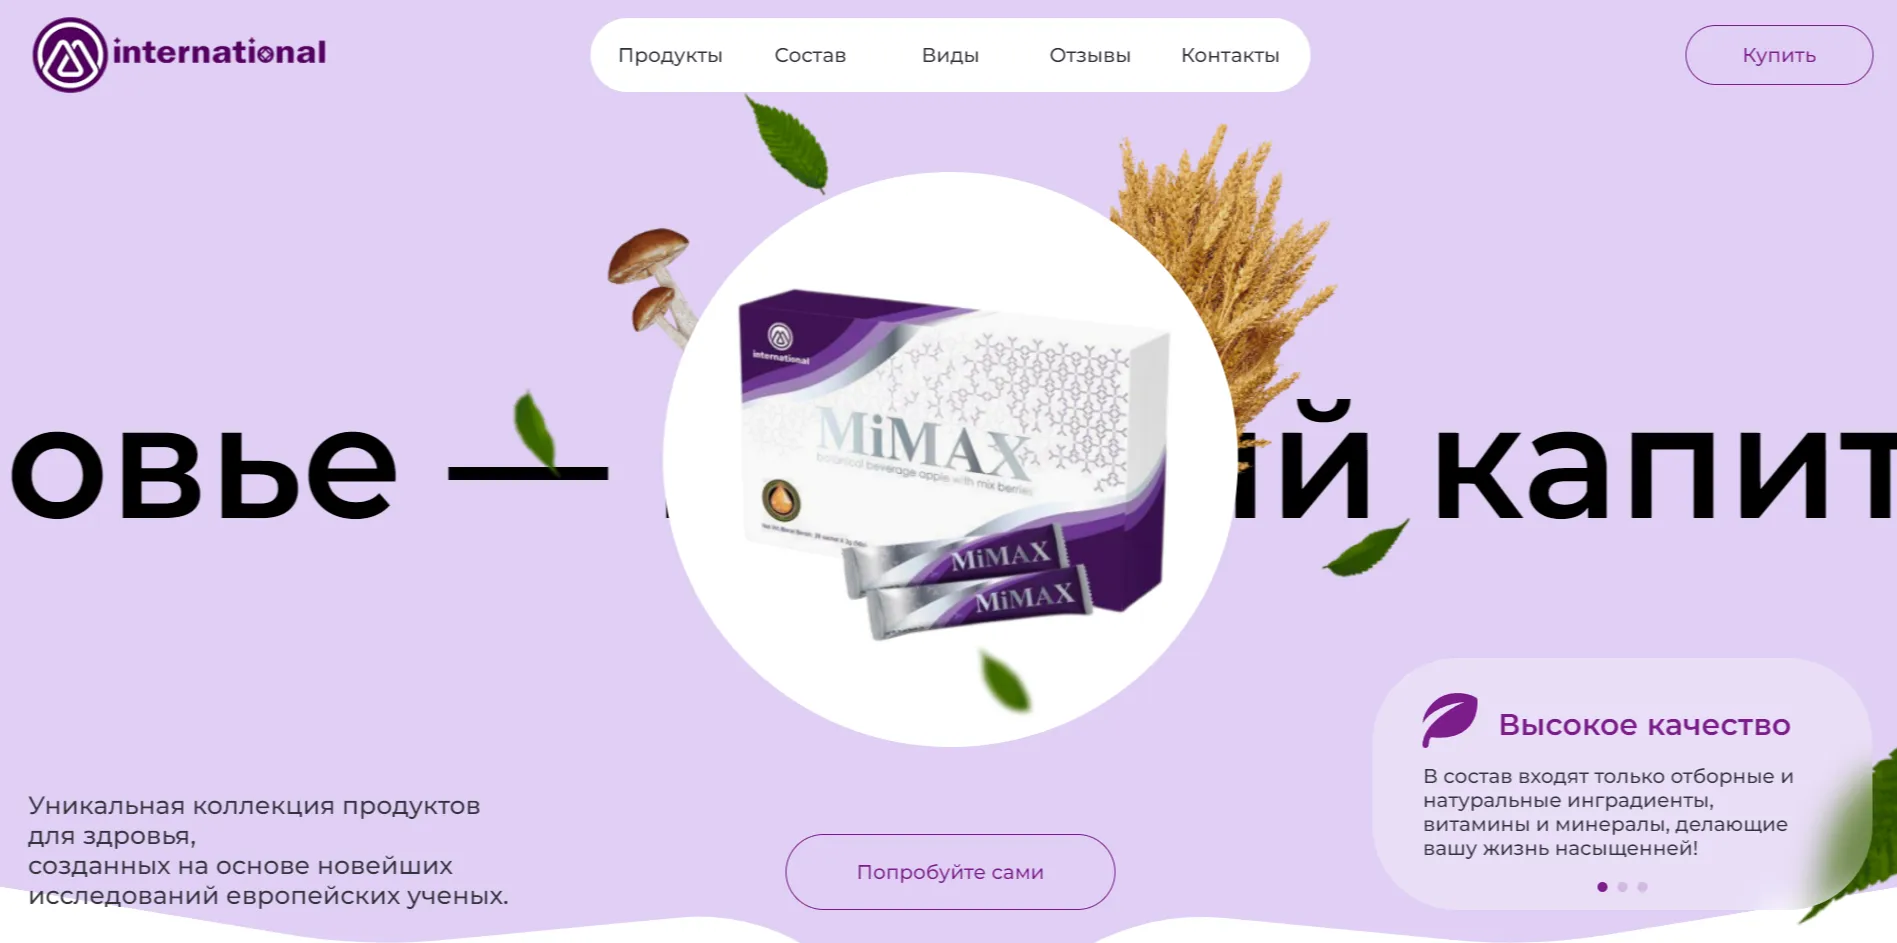 international
Продукты Состав Виды Отзывы Контакты
Купить
international
овье — ый капит
MiMAX
botanical beverage apple with mix berries
MiMAX
MiMAX
Высокое качество
В состав входят только отборные и
натуральные инградиенты,
витамины и минералы, делающие
вашу жизнь насыщенней!
Уникальная коллекция продуктов
для здровья,
созданных на основе новейших
исследований европейских ученых.
Попробуйте сами